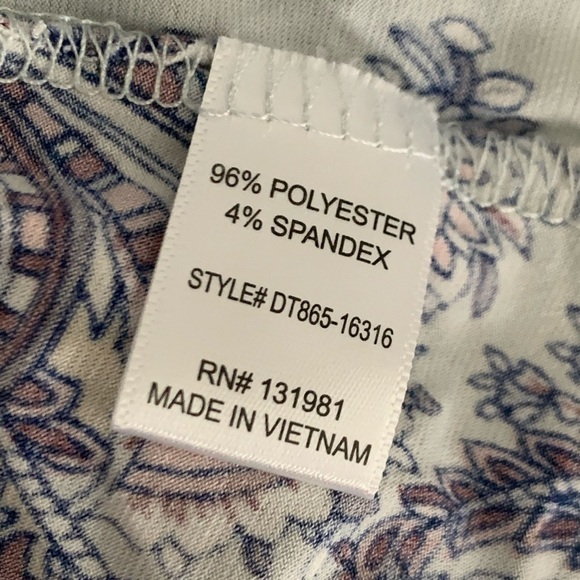 96% POLYESTER
4% SPANDEX
STYLE# DT865-16316
RN# 131981
MADE IN VIETNAM